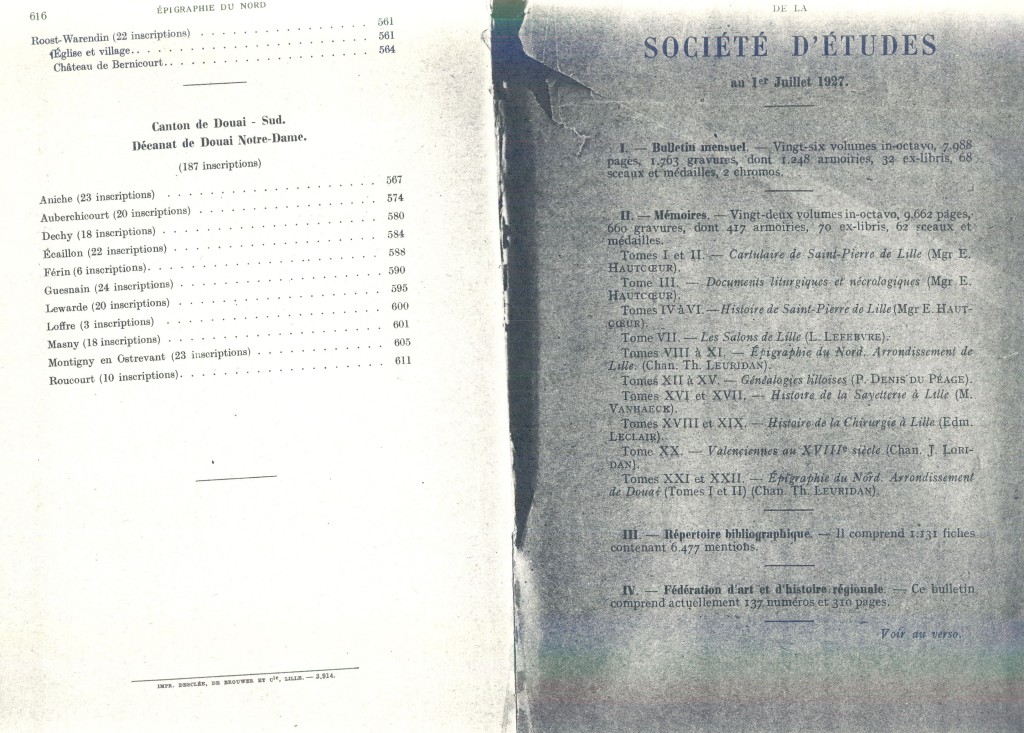 616
ÉPIGRAPHIE DU NORD
Roost-Warendin (22 inscriptions) . . . . . . . . . . . 561
Église et village. . . . . . . . . . . . . . . . . . 561
Château de Bernicourt. . . . . . . . . . . . . . . 564
Canton de Douai - Sud.
Décanat de Douai Notre-Dame.
(187 inscriptions)
Aniche (23 inscriptions) . . . . . . . . . . . . . . . 567
Auberchicourt (20 inscriptions) . . . . . . . . . . . . 574
Dechy (18 inscriptions) . . . . . . . . . . . . . . . 580
Écaillon (22 inscriptions) . . . . . . . . . . . . . . 584
Férin (6 inscriptions). . . . . . . . . . . . . . . . 588
Guesnain (24 inscriptions) . . . . . . . . . . . . . . 590
Lewarde (20 inscriptions) . . . . . . . . . . . . . . 595
Loffre (3 inscriptions) . . . . . . . . . . . . . . . 600
Masny (18 inscriptions) . . . . . . . . . . . . . . . 601
Montigny en Ostrevant (23 inscriptions) . . . . . . . . 605
Roucourt (10 inscriptions). . . . . . . . . . . . . . 611
IMPR. DESCLÉE, DE BROUWER ET Cie, LILLE. — 3.914.
DE LA
SOCIÉTÉ D'ÉTUDES
au 1er Juillet 1927.
I. — Bulletin mensuel. — Vingt-six volumes in-octavo, 7.988
pages, 1.763 gravures, dont 1.248 armoiries, 32 ex-libris, 68
sceaux et médailles, 2 chromos.
II. — Mémoires. — Vingt-deux volumes in-octavo, 9.662 pages,
660 gravures, dont 417 armoiries, 70 ex-libris, 62 sceaux et
médailles.
Tomes I et II. — Cartulaire de Saint-Pierre de Lille (Mgr E.
HAUTCŒUR).
Tome III. — Documents liturgiques et nécrologiques (Mgr E.
HAUTCŒUR).
Tomes IV à VI. — Histoire de Saint-Pierre de Lille (Mgr E. HAUT-
CŒUR).
Tome VII. — Les Salons de Lille (L. LEFEBVRE).
Tomes VIII à XI. — Épigraphie du Nord. Arrondissement de
Lille. (Chan. Th. LEURIDAN).
Tomes XII à XV. — Généalogies lilloises (P. DENIS DU PÉAGE).
Tomes XVI et XVII. — Histoire de la Sayetterie à Lille (M.
VANHAECK).
Tomes XVIII et XIX. — Histoire de la Chirurgie à Lille (Edm.
LECLAIR).
Tome XX. — Valenciennes au XVIIIe siècle (Chan. J. LORI-
DAN).
Tomes XXI et XXII. — Épigraphie du Nord. Arrondissement
de Douai (Tomes I et II) (Chan. Th. LEURIDAN).
III. — Répertoire bibliographique. — Il comprend 1.131 fiches
contenant 6.477 mentions.
IV. — Fédération d'art et d'histoire régionale. — Ce bulletin
comprend actuellement 137 numéros et 310 pages.
Voir au verso.